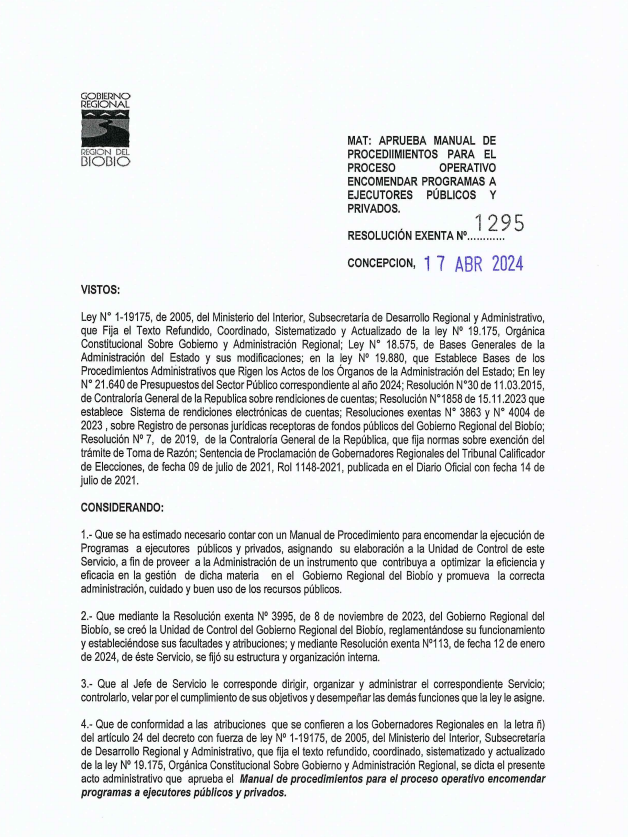 GOBIERNO
REGIONAL
REGION DEL
BIOBIO
MAT: APRUEBA MANUAL DE
PROCEDIIMIENTOS PARA EL
PROCESO OPERATIVO
ENCOMENDAR PROGRAMAS A
EJECUTORES PÚBLICOS Y
PRIVADOS.
RESOLUCIÓN EXENTA Nº............ 1295
CONCEPCION, 17 ABR 2024
VISTOS:
Ley N° 1-19175, de 2005, del Ministerio del Interior, Subsecretaría de Desarrollo Regional y Administrativo,
que Fija el Texto Refundido, Coordinado, Sistematizado y Actualizado de la ley Nº 19.175, Orgánica
Constitucional Sobre Gobierno y Administración Regional; Ley N° 18.575, de Bases Generales de la
Administración del Estado y sus modificaciones; en la ley Nº 19.880, que Establece Bases de los
Procedimientos Administrativos que Rigen los Actos de los Órganos de la Administración del Estado; En ley
N° 21.640 de Presupuestos del Sector Público correspondiente al año 2024; Resolución N°30 de 11.03.2015,
de Contraloría General de la Republica sobre rendiciones de cuentas; Resolución N°1858 de 15.11.2023 que
establece Sistema de rendiciones electrónicas de cuentas; Resoluciones exentas N° 3863 y N° 4004 de
2023 , sobre Registro de personas jurídicas receptoras de fondos públicos del Gobierno Regional del Biobío;
Resolución Nº 7, de 2019, de la Contraloría General de la República, que fija normas sobre exención del
trámite de Toma de Razón; Sentencia de Proclamación de Gobernadores Regionales del Tribunal Calificador
de Elecciones, de fecha 09 de julio de 2021, Rol 1148-2021, publicada en el Diario Oficial con fecha 14 de
julio de 2021.
CONSIDERANDO:
1.- Que se ha estimado necesario contar con un Manual de Procedimiento para encomendar la ejecución de
Programas a ejecutores públicos y privados, asignando su elaboración a la Unidad de Control de este
Servicio, a fin de proveer a la Administración de un instrumento que contribuya a optimizar la eficiencia y
eficacia en la gestión de dicha materia en el Gobierno Regional del Biobío y promueva la correcta
administración, cuidado y buen uso de los recursos públicos.
2.- Que mediante la Resolución exenta Nº 3995, de 8 de noviembre de 2023, del Gobierno Regional del
Biobío, se creó la Unidad de Control del Gobierno Regional del Biobío, reglamentándose su funcionamiento
y estableciéndose sus facultades y atribuciones; y mediante Resolución exenta Nº113, de fecha 12 de enero
de 2024, de éste Servicio, se fijó su estructura y organización interna.
3.- Que al Jefe de Servicio le corresponde dirigir, organizar y administrar el correspondiente Servicio;
controlarlo, velar por el cumplimiento de sus objetivos y desempeñar las demás funciones que la ley le asigne.
4.- Que de conformidad a las atribuciones que se confieren a los Gobernadores Regionales en la letra ñ)
del artículo 24 del decreto con fuerza de ley Nº 1-19175, de 2005, del Ministerio del Interior, Subsecretaría
de Desarrollo Regional y Administrativo, que fija el texto refundido, coordinado, sistematizado y actualizado
de la ley Nº 19.175, Orgánica Constitucional Sobre Gobierno y Administración Regional, se dicta el presente
acto administrativo que aprueba el Manual de procedimientos para el proceso operativo encomendar
programas a ejecutores públicos y privados.